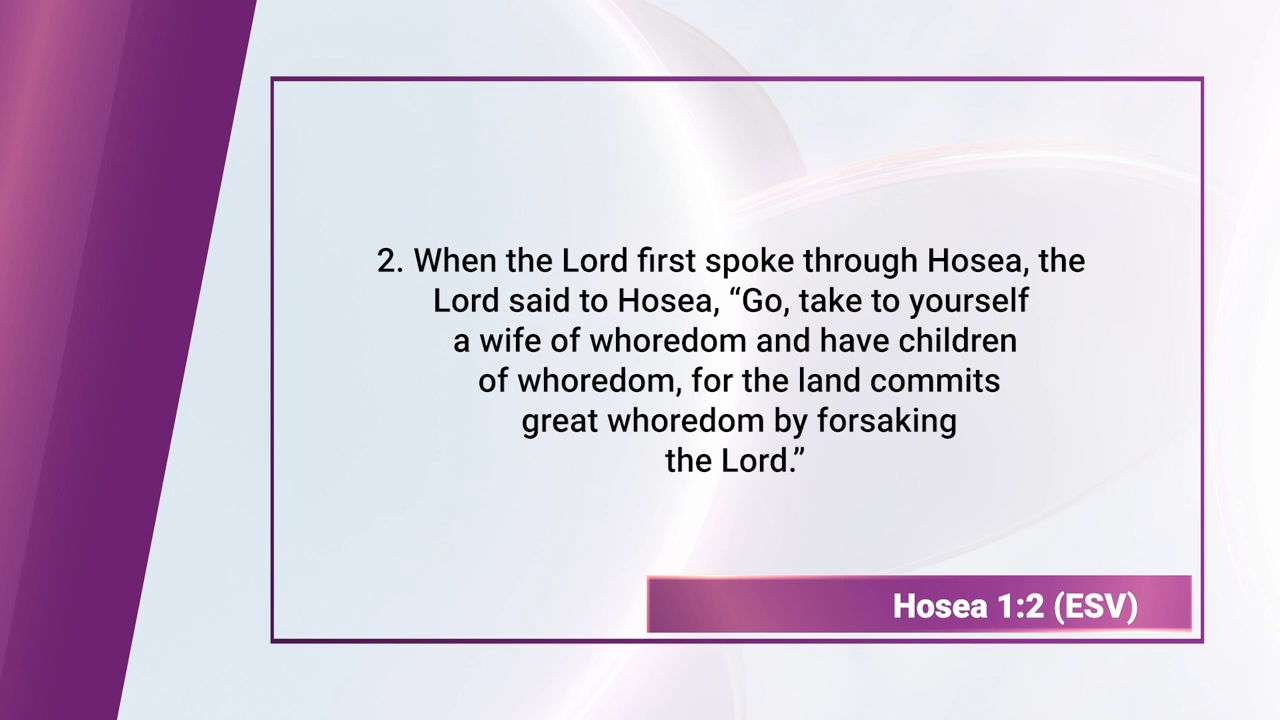 2. When the Lord first spoke through Hosea, the
Lord said to Hosea, “Go, take to yourself
a wife of whoredom and have children
of whoredom, for the land commits
great whoredom by forsaking
the Lord.”
Hosea 1:2 (ESV)